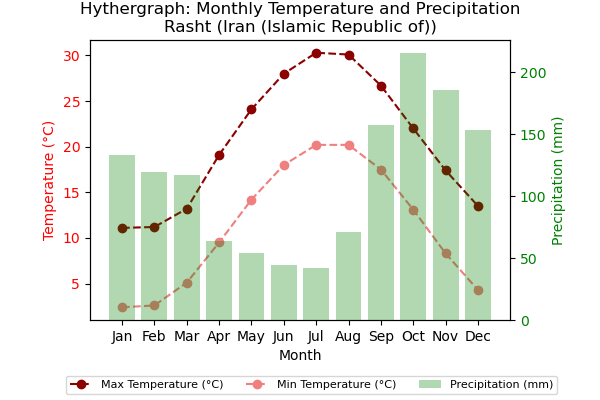 Hythergraph: Monthly Temperature and Precipitation
Rasht (Iran (Islamic Republic of))
30
25
20
15
10
5
Temperature (°C)
200
150
100
50
0
Precipitation (mm)
Jan Feb Mar Apr May Jun Jul Aug Sep Oct Nov Dec
Month
Max Temperature (°C) Min Temperature (°C) Precipitation (mm)